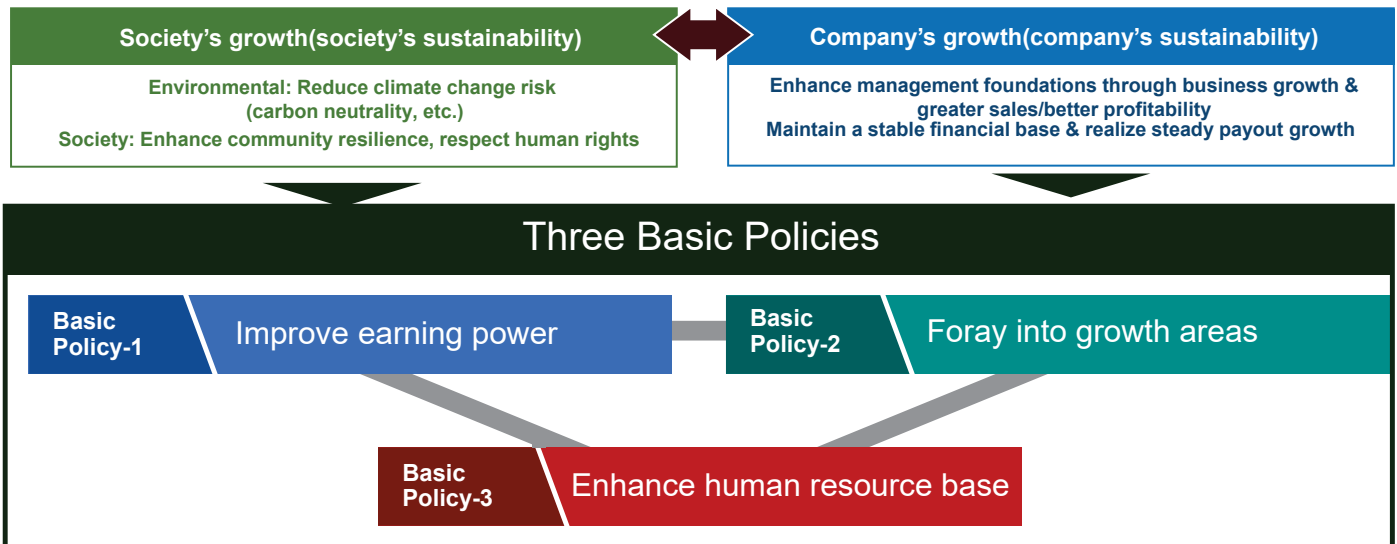 Society’s growth(society’s sustainability)
Environmental: Reduce climate change risk
(carbon neutrality, etc.)
Society: Enhance community resilience, respect human rights
Company’s growth(company’s sustainability)
Enhance management foundations through business growth &
greater sales/better profitability
Maintain a stable financial base & realize steady payout growth
Three Basic Policies
Basic
Policy-1
Improve earning power
Basic
Policy-2
Foray into growth areas
Basic
Policy-3
Enhance human resource base